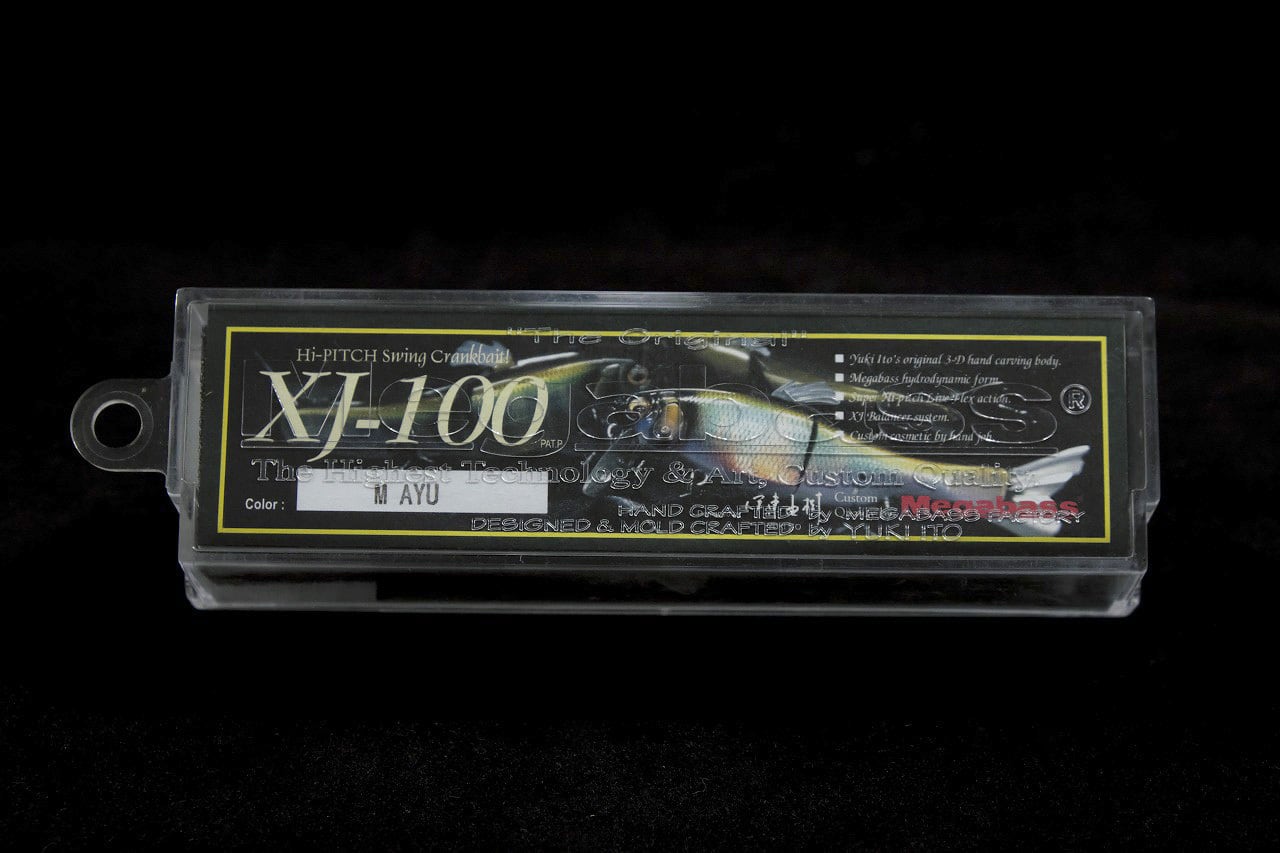 "The Original"
Hi-PITCH Swing Crankbait!
XJ-100
PAT.P
Megabass ®
Yuki Ito's original 3-D hand carving body.
Megabass hydrodynamic form.
Super Hi-pitch Live-Flex action.
XJ Balancer system.
Custom cosmetic by hand job.
The Highest Technology & Art, Custom Quality.
Color : M AYU
Custom
Megabass
HAND CRAFTED by MEGABASS FACTORY
DESIGNED & MOLD CRAFTED by YUKI ITO